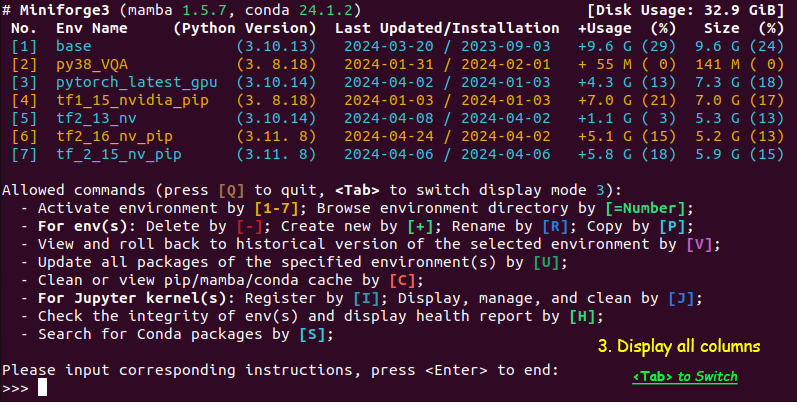 # Miniforge3 (mamba 1.5.7, conda 24.1.2) [Disk Usage: 32.9 GiB]
No. Env Name (Python Version) Last Updated/Installation +Usage (%) Size (%)
[1] base (3.10.13) 2024-03-20 / 2023-09-03 +9.6 G (29) 9.6 G (24)
[2] py38_VQA (3. 8.18) 2024-01-31 / 2024-02-01 + 55 M ( 0) 141 M ( 0)
[3] pytorch_latest_gpu (3.10.14) 2024-04-02 / 2024-01-03 +4.3 G (13) 7.3 G (18)
[4] tf1_15_nvidia_pip (3. 8.18) 2024-01-03 / 2024-01-03 +7.0 G (21) 7.0 G (17)
[5] tf2_13_nv (3.10.14) 2024-04-08 / 2024-04-02 +1.1 G ( 3) 5.3 G (13)
[6] tf2_16_nv_pip (3.11. 8) 2024-04-24 / 2024-04-02 +5.1 G (15) 5.2 G (13)
[7] tf_2_15_nv_pip (3.11. 8) 2024-04-06 / 2024-04-06 +5.8 G (18) 5.9 G (15)
Allowed commands (press [Q] to quit, <Tab> to switch display mode 3):
- Activate environment by [1-7]; Browse environment directory by [=Number];
- For env(s): Delete by [-]; Create new by [+]; Rename by [R]; Copy by [P];
- View and roll back to historical version of the selected environment by [V];
- Update all packages of the specified environment(s) by [U];
- Clean or view pip/mamba/conda cache by [C];
- For Jupyter kernel(s): Register by [I]; Display, manage, and clean by [J];
- Check the integrity of env(s) and display health report by [H];
- Search for Conda packages by [S];
3. Display all columns
Please input corresponding instructions, press <Enter> to end:
<Tab> to Switch
>>>